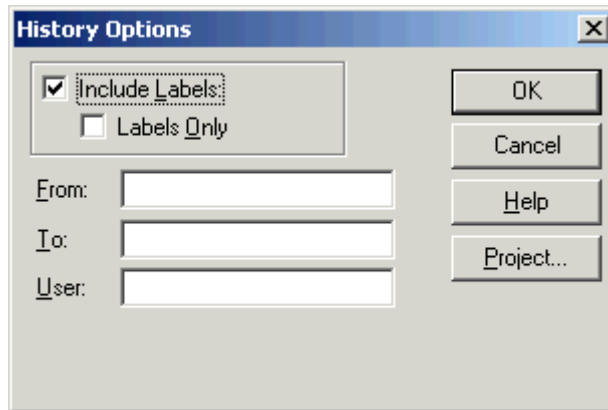 History Options
Include Labels:
Labels Only
From:
To:
User:
OK
Cancel
Help
Project...